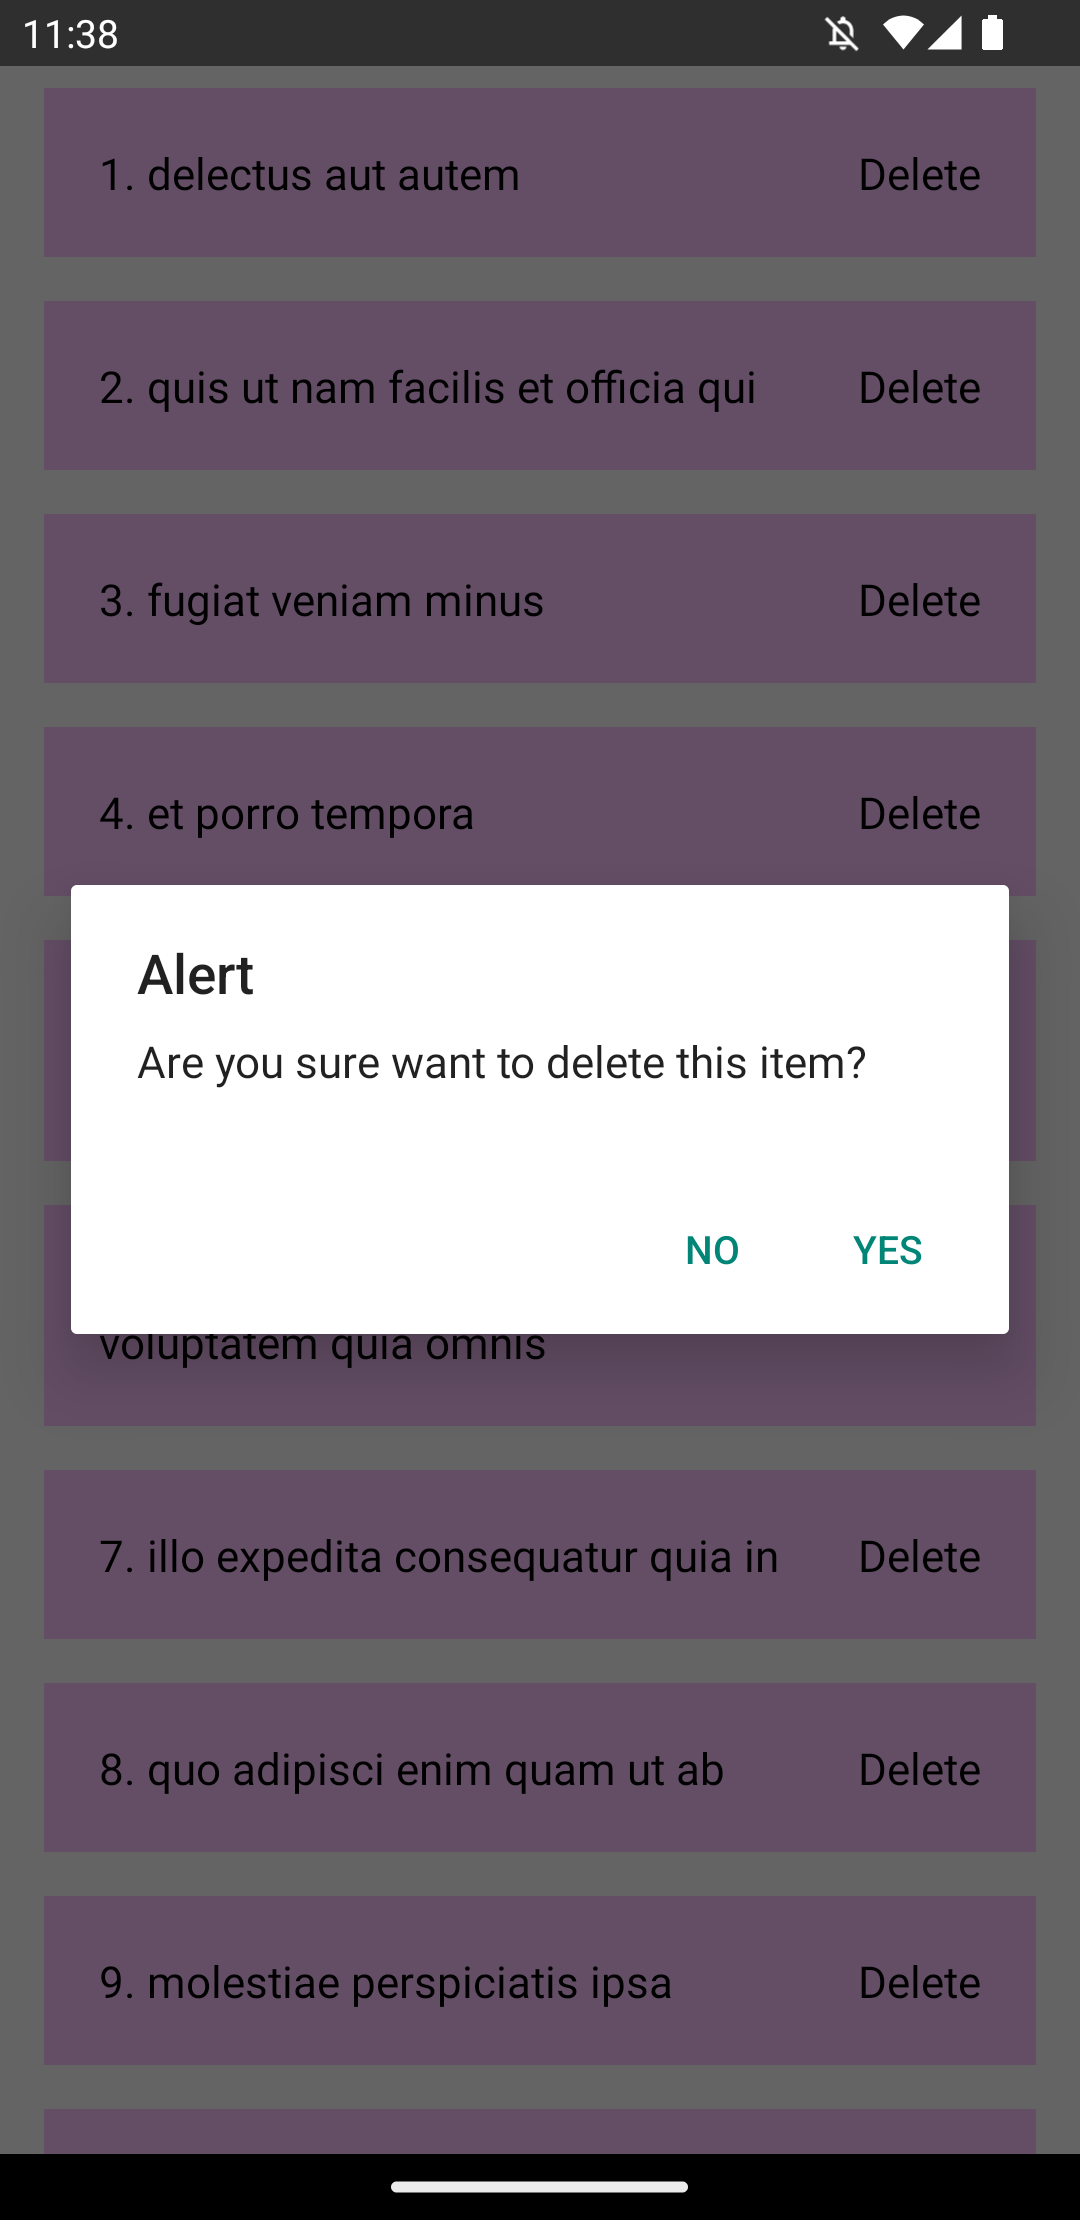 11:38
1. delectus aut autem Delete
2. quis ut nam facilis et officia qui Delete
3. fugiat veniam minus Delete
4. et porro tempora Delete
Alert
Are you sure want to delete this item?
NO YES
voluptatem quia omnis
7. illo expedita consequatur quia in Delete
8. quo adipisci enim quam ut ab Delete
9. molestiae perspiciatis ipsa Delete